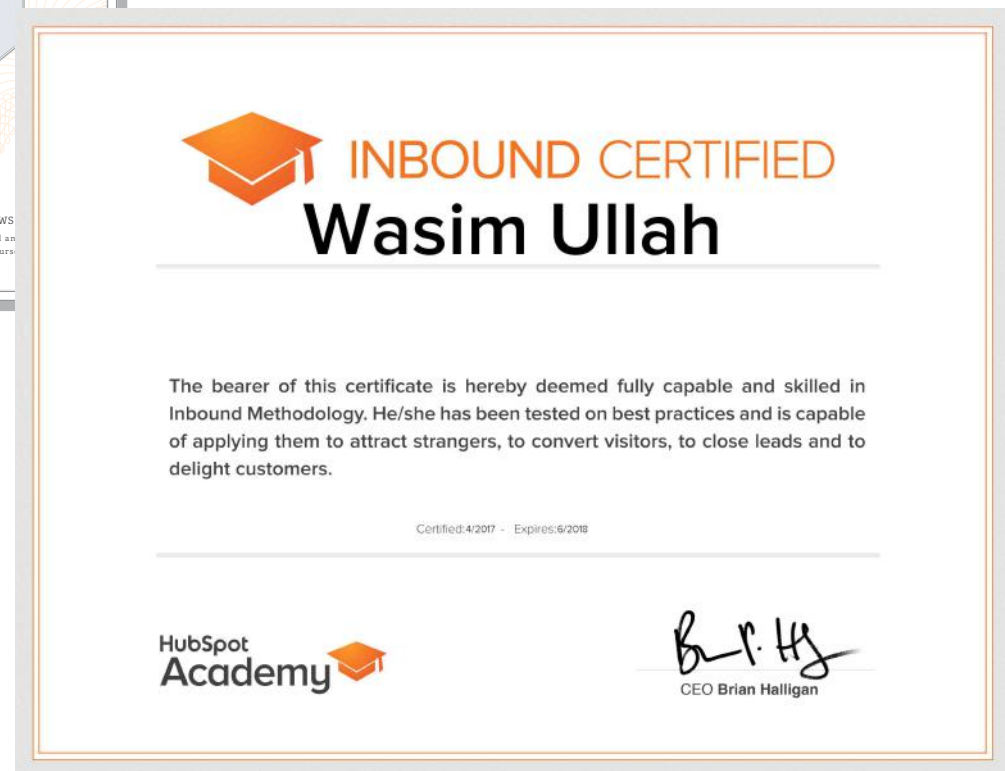 INBOUND CERTIFIED
Wasim Ullah
The bearer of this certificate is hereby deemed fully capable and skilled in
Inbound Methodology. He/she has been tested on best practices and is capable
of applying them to attract strangers, to convert visitors, to close leads and to
delight customers.
Certified:4/2017 - Expires:6/2018
HubSpot
Academy
CEO Brian Halligan